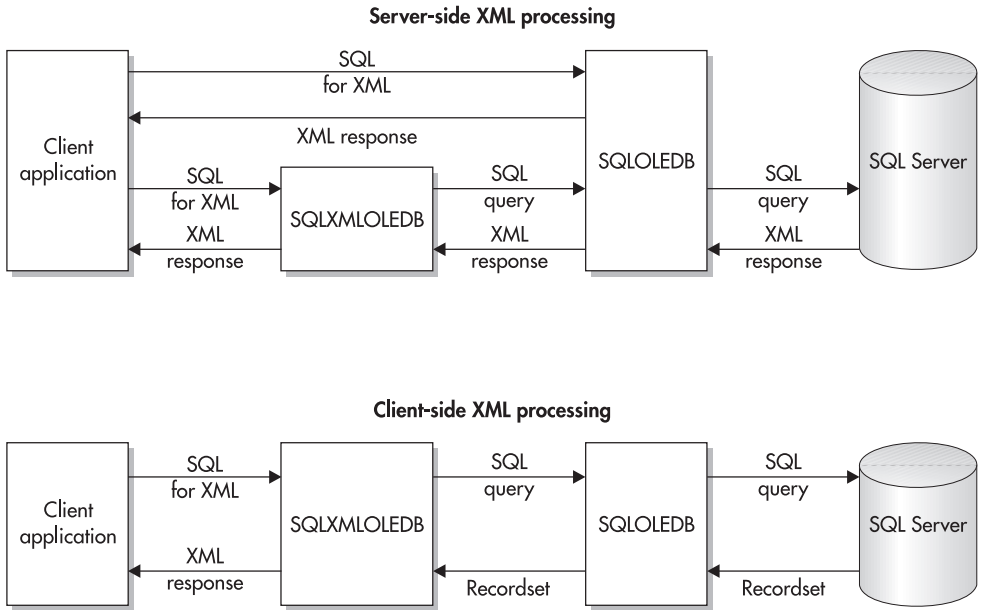 Server-side XML processing
SQL
for XML
XML response
Client
application
SQL
for XML
XML
response
SQLXMLOLEDB
SQL
query
XML
response
SQLOLEDB
SQL
query
XML
response
SQL Server
Client-side XML processing
Client
application
SQL
for XML
XML
response
SQLXMLOLEDB
SQL
query
Recordset
SQLOLEDB
SQL
query
Recordset
SQL Server